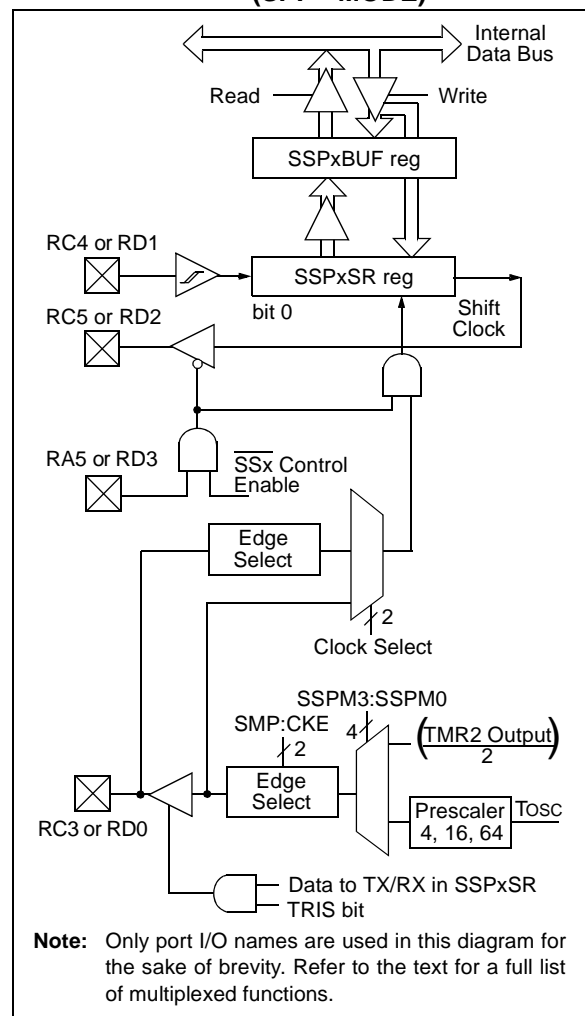 Internal
Data Bus
Read
Write
SSPxBUF reg
RC4 or RD1
SSPxSR reg
bit 0
Shift
Clock
RC5 or RD2
RA5 or RD3
SSx Control
Enable
Edge
Select
2
Clock Select
SSPM3:SSPM0
SMP:CKE
4
2
(TMR2 Output)
2
Edge
Select
Prescaler
4, 16, 64
TOSC
RC3 or RD0
Data to TX/RX in SSPxSR
TRIS bit
Note: Only port I/O names are used in this diagram for
the sake of brevity. Refer to the text for a full list
of multiplexed functions.